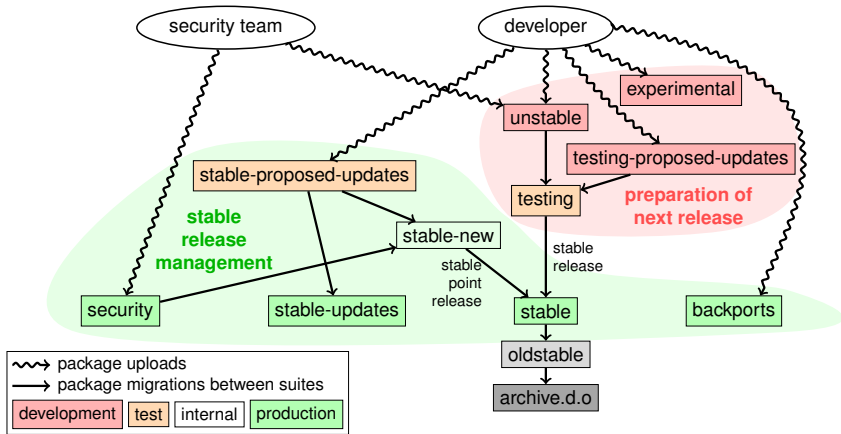 security team
developer
experimental
unstable
testing-proposed-updates
stable-proposed-updates
testing
preparation of
next release
stable
release
management
stable-new
stable
point
release
stable
release
security
stable-updates
stable
backports
oldstable
archive.d.o
package uploads
package migrations between suites
development
test
internal
production